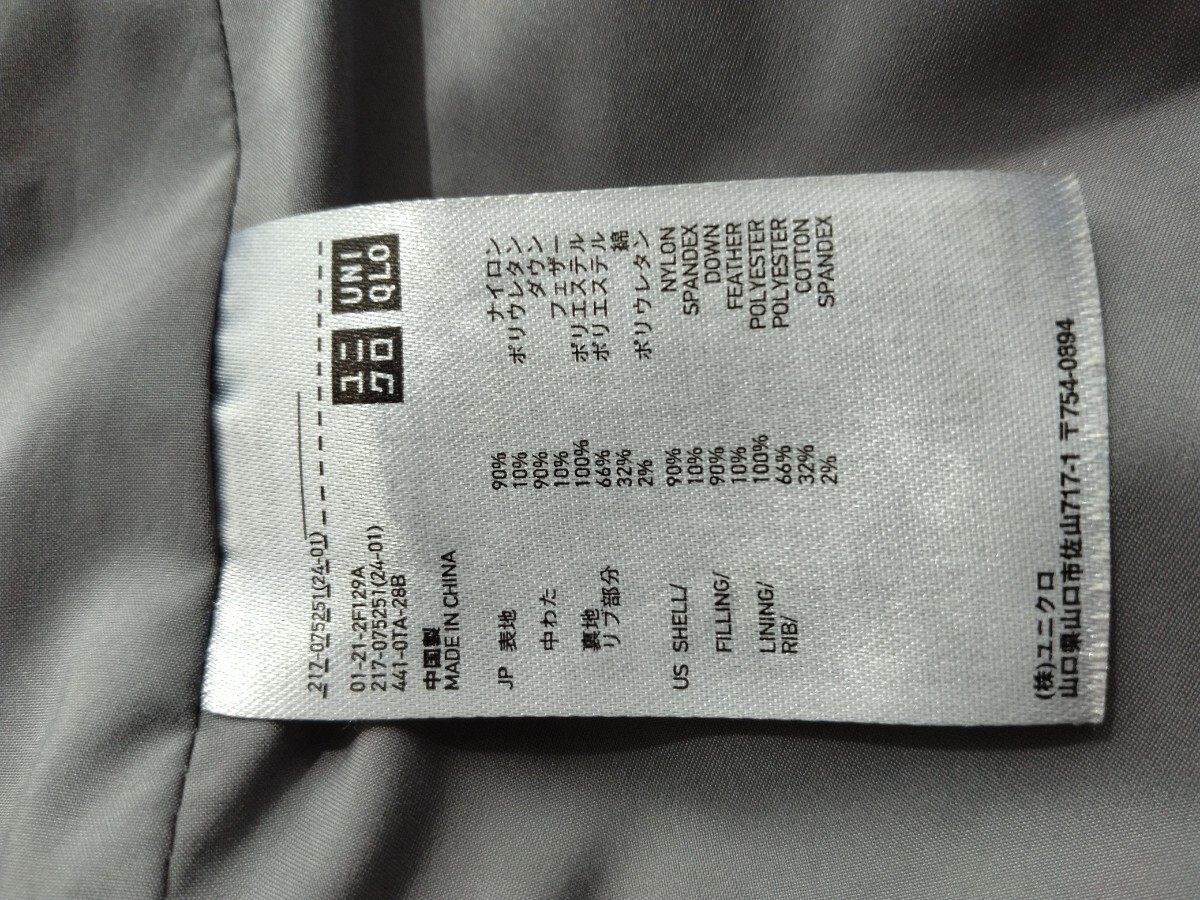 217-075251(24-01)
ユニクロ UNIQLO
01-21-2F129A
217-075251(24-01)
441-0TA-28B
中国製
MADE IN CHINA
JP 表地 90% ナイロン
10% ポリウレタン
中わた 90% ダウン
10% フェザー
裏地 100% ポリエステル
リブ部分 66% ポリエステル
32% 綿
2% ポリウレタン
US SHELL/ 90% NYLON
10% SPANDEX
FILLING/ 90% DOWN
10% FEATHER
LINING/ 100% POLYESTER
RIB/ 66% POLYESTER
32% COTTON
2% SPANDEX
(株)ユニクロ
山口県山口市佐山717-1 〒754-0894